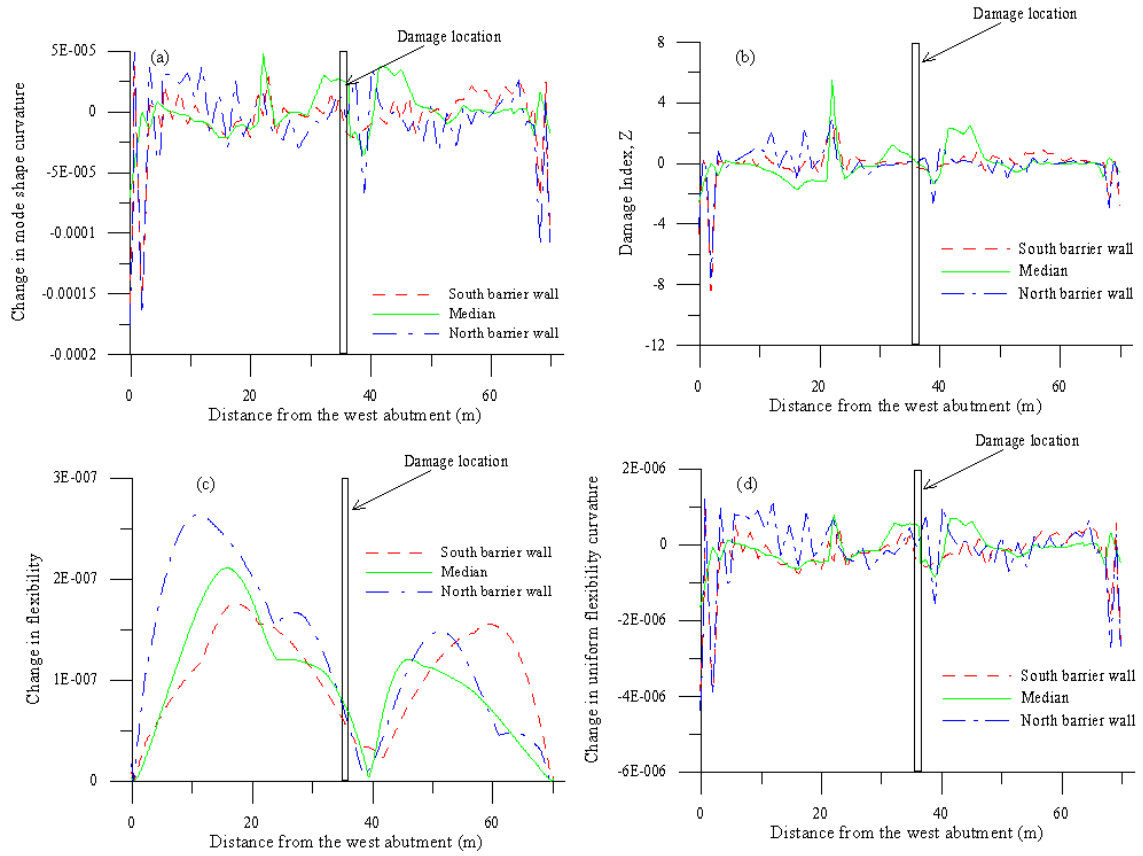 (a)
Damage location
5E-005
0
-5E-005
-0.0001
-0.00015
-0.0002
Change in mode shape curvature
South barrier wall
Median
North barrier wall
0
20
40
60
Distance from the west abutment (m)
(b)
Damage location
8
4
0
-4
-8
-12
Damage Index, Z
South barrier wall
Median
North barrier wall
0
20
40
60
Distance from the west abutment (m)
(c)
Damage location
3E-007
2E-007
1E-007
0
Change in flexibility
South barrier wall
Median
North barrier wall
0
20
40
60
Distance from the west abutment (m)
(d)
Damage location
2E-006
0
-2E-006
-4E-006
-6E-006
Change in uniform flexibility curvature
South barrier wall
Median
North barrier wall
0
20
40
60
Distance from the west abutment (m)